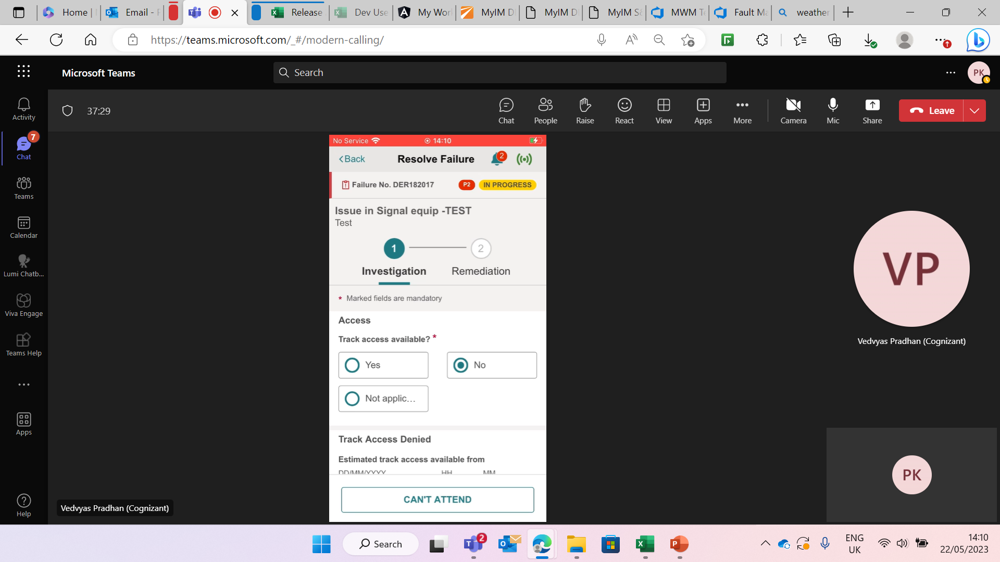 Home |
Email -
Release
Dev Use
My Wor
MyIM D
MyIM D
MyIM S
MWM Te
Fault Ma
weather
https://teams.microsoft.com/_#/modern-calling/
Microsoft Teams
Search
PK
37:29
Chat
People
Raise
React
View
Apps
More
Camera
Mic
Share
Leave
Activity
7
Chat
Teams
Calendar
Lumi Chatb...
Viva Engage
Teams Help
Apps
Help
No Service
14:10
Back
Resolve Failure
2
Failure No. DER182017
P2
IN PROGRESS
Issue in Signal equip -TEST
Test
1
2
Investigation
Remediation
* Marked fields are mandatory
Access
Track access available? *
Yes
No
Not applic...
Track Access Denied
Estimated track access available from
DD/MM/YYYY HH MM
CAN'T ATTEND
VP
Vedvyas Pradhan (Cognizant)
PK
Vedvyas Pradhan (Cognizant)
Search
2
ENG
UK
14:10
22/05/2023